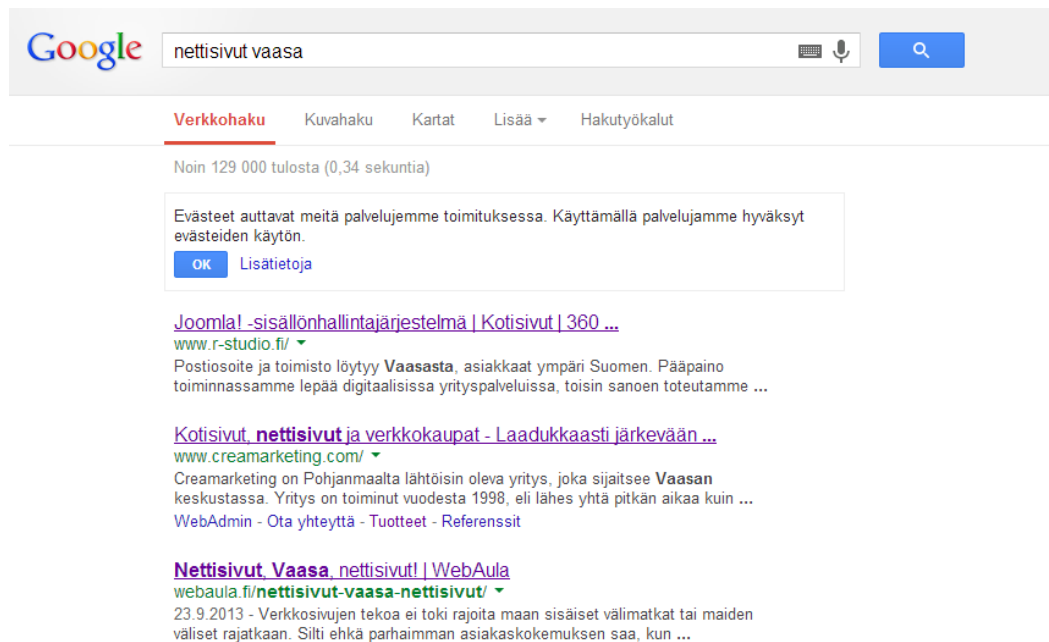 Google nettisivut vaasa
Verkkohaku Kuvahaku Kartat Lisää Hakutyökalut
Noin 129 000 tulosta (0,34 sekuntia)
Evästeet auttavat meitä palvelujemme toimituksessa. Käyttämällä palvelujamme hyväksyt
evästeiden käytön.
OK Lisätietoja
Joomla! -sisällönhallintajärjestelmä | Kotisivut | 360 ...
www.r-studio.fi/
Postiosoite ja toimisto löytyy Vaasasta, asiakkaat ympäri Suomen. Pääpaino
toiminnassamme lepää digitaalisissa yrityspalveluissa, toisin sanoen toteutamme ...
Kotisivut, nettisivut ja verkkokaupat - Laadukkaasti järkevään ...
www.creamarketing.com/
Creamarketing on Pohjanmaalta lähtöisin oleva yritys, joka sijaitsee Vaasan
keskustassa. Yritys on toiminut vuodesta 1998, eli lähes yhtä pitkän aikaa kuin ...
WebAdmin - Ota yhteyttä - Tuotteet - Referenssit
Nettisivut, Vaasa, nettisivut! | WebAula
webaula.fi/nettisivut-vaasa-nettisivut/
23.9.2013 - Verkkosivujen tekoa ei toki rajoita maan sisäiset välimatkat tai maiden
väliset rajatkaan. Silti ehkä parhaimman asiakaskokemuksen saa, kun ...